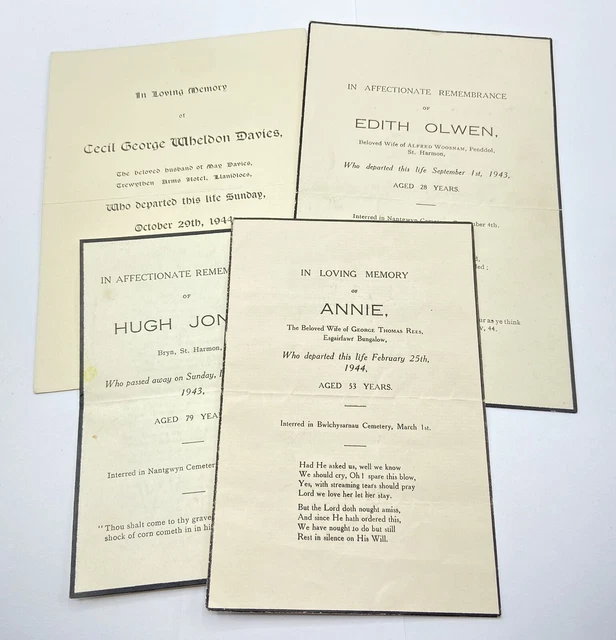 In Loving Memory
of
Cecil George Wheldon Davies,
The beloved husband of May Davies,
Trewythen Arms Hotel, Llanidloes,
Who departed this life Sunday,
October 29th, 1944
IN AFFECTIONATE REMEMBRANCE
OF
EDITH OLWEN,
Beloved Wife of ALFRED WOOSNAM, Penddol,
St. Harmon,
Who departed this life September 1st, 1943,
AGED 28 YEARS.
Interred in Nantgwyn
ber 4th.
ur as ye think
44.
IN AFFECTIONATE REMEM
OF
HUGH JON
Bryn, St. Harmon,
Who passed away on Sunday,
1943,
AGED 79 YEA
Interred in Nantgwyn Cemeter
"Thou shalt come to thy grave
shock of corn cometh in in hi
IN LOVING MEMORY
OF
ANNIE,
The Beloved Wife of GEORGE THOMAS REES,
Esgairfawr Bungalow,
Who departed this life February 25th,
1944,
AGED 53 YEARS.
Interred in Bwlchysarnau Cemetery, March 1st.
Had He asked us, well we know
We should cry, Oh! spare this blow,
Yes, with streaming tears should pray
Lord we love her let her stay.
But the Lord doth nought amiss,
And since He hath ordered this,
We have nought to do but still
Rest in silence on His Will.